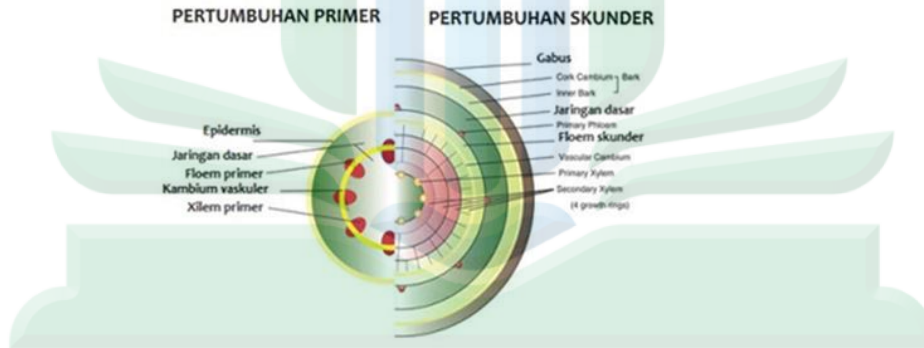 PERTUMBUHAN PRIMER
PERTUMBUHAN SKUNDER
Epidermis
Jaringan dasar
Floem primer
Kambium vaskuler
Xilem primer
Gabus
Cork Cambium
Bark
Inner Bark
Jaringan dasar
Primary Phloem
Floem skunder
Vascular Cambium
Primary Xylem
Secondary Xylem
(4 growth rings)